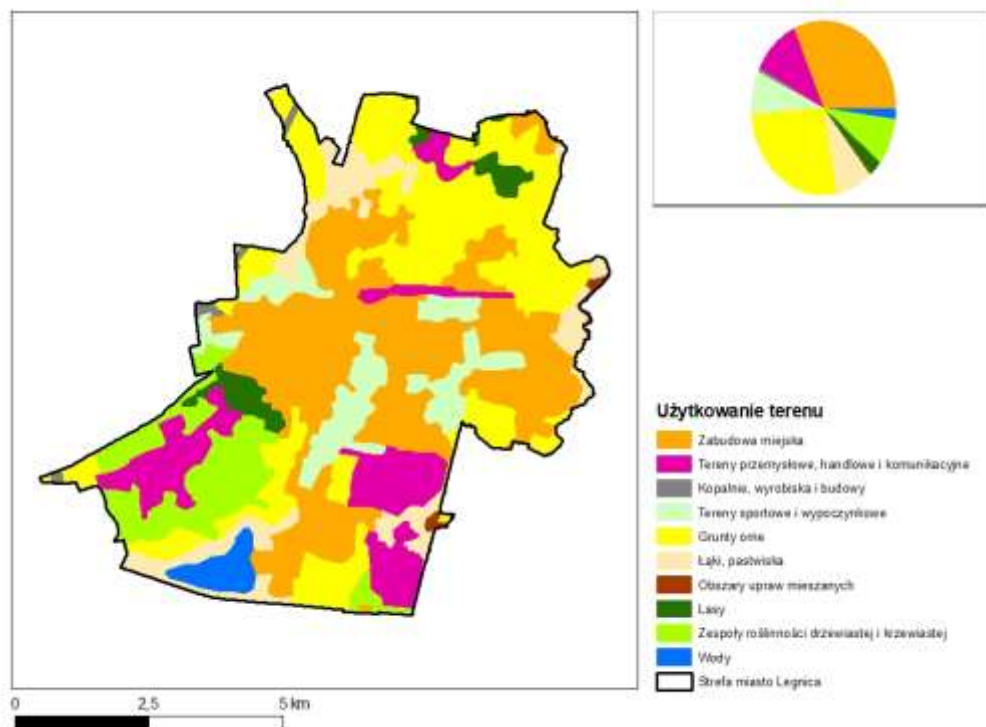 Użytkowanie terenu
Zabudowa miejska
Tereny przemysłowe, handlowe i komunikacyjne
Kopalnie, wyrobiska i budowy
Tereny sportowe i wypoczynkowe
Grunty orne
Łąki, pastwiska
Obszary upraw mieszanych
Lasy
Zespoły roślinności drzewiastej i krzewiastej
Wody
Strefa miasto Legnica
0 2,5 5 km